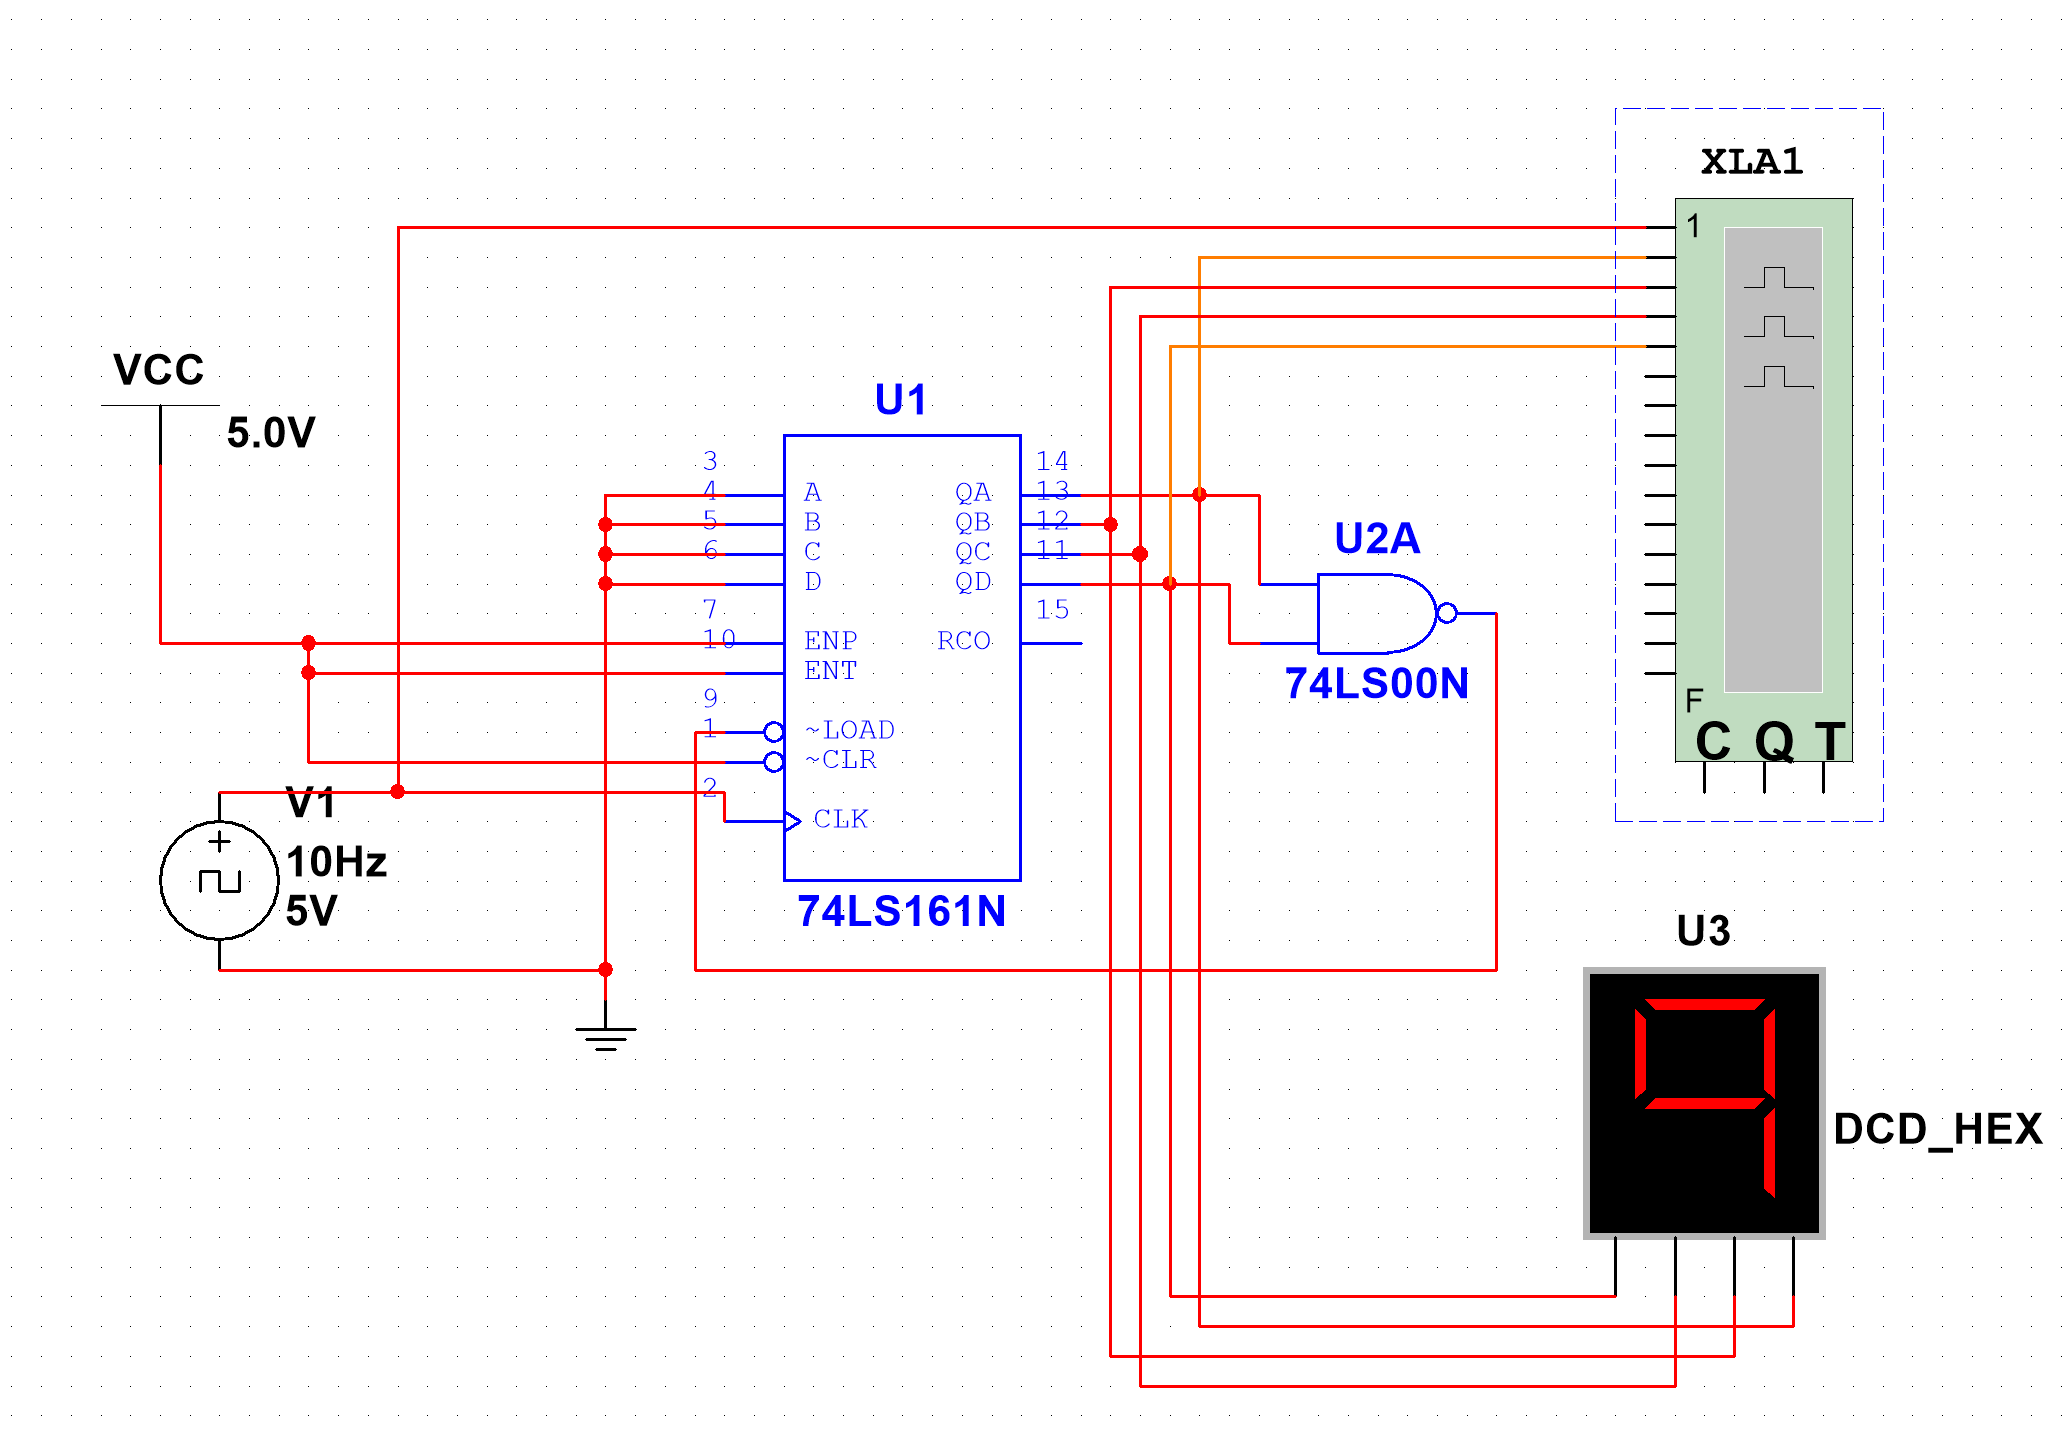 XLA1
1
VCC
5.0V
U1
3
14
4
A
QA
13
5
B
QB
12
6
C
QC
11
D
QD
7
15
10
ENP
RCO
ENT
9
1
~LOAD
~CLR
2
CLK
74LS161N
U2A
74LS00N
F
C Q T
V1
10Hz
5V
U3
9
DCD_HEX